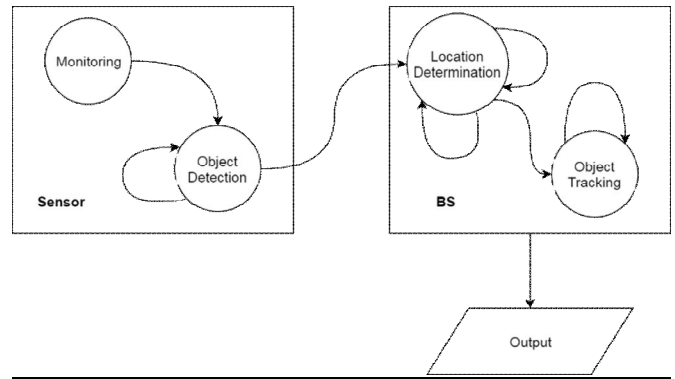 Monitoring
Object
Detection
Sensor
Location
Determination
Object
Tracking
BS
Output